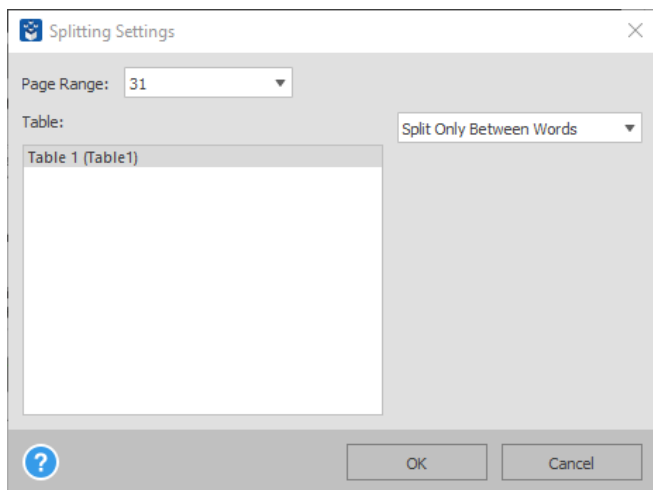 Splitting Settings
Page Range: 31
Table:
Split Only Between Words
Table 1 (Table1)
?
OK Cancel